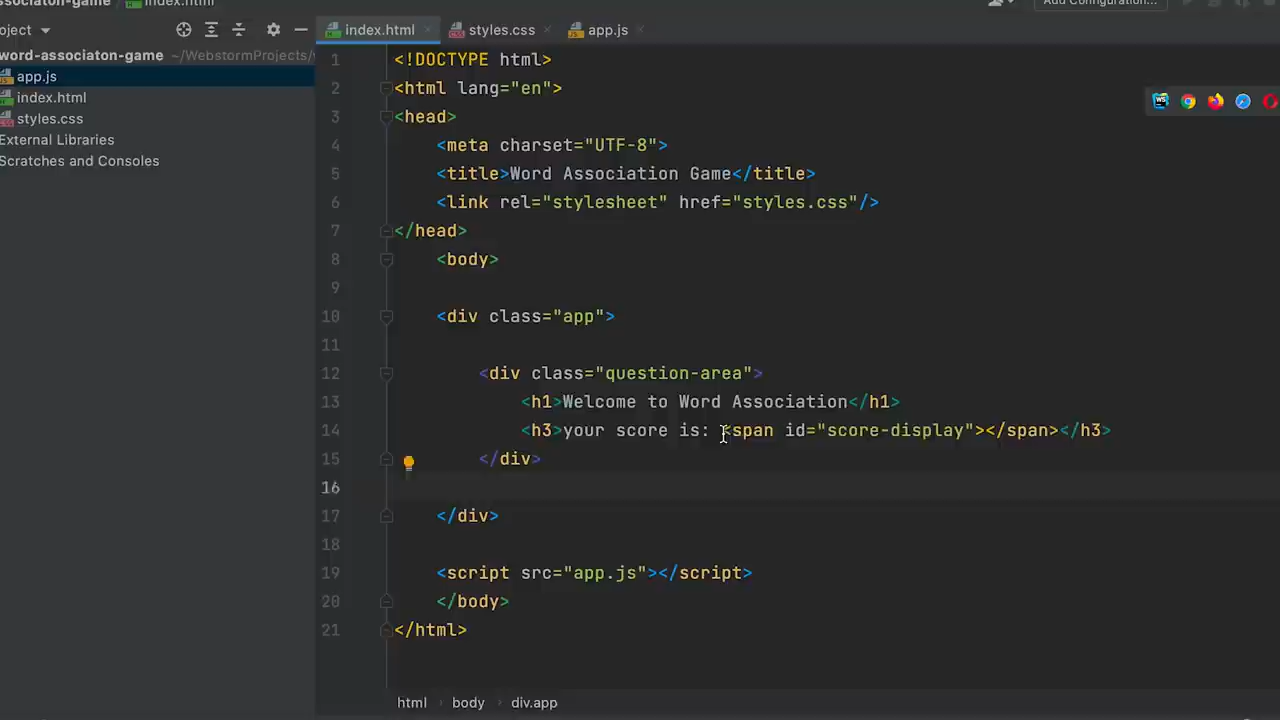 index.html
Add Configuration...
oject
index.html
styles.css
app.js
word-associaton-game ~/WebstormProjects/
app.js
index.html
styles.css
External Libraries
Scratches and Consoles
1 <!DOCTYPE html>
2 <html lang="en">
3 <head>
4 <meta charset="UTF-8">
5 <title>Word Association Game</title>
6 <link rel="stylesheet" href="styles.css"/>
7 </head>
8 <body>
9
10 <div class="app">
11
12 <div class="question-area">
13 <h1>Welcome to Word Association</h1>
14 <h3>your score is: <span id="score-display"></span></h3>
15 </div>
16
17 </div>
18
19 <script src="app.js"></script>
20 </body>
21 </html>
html body div.app